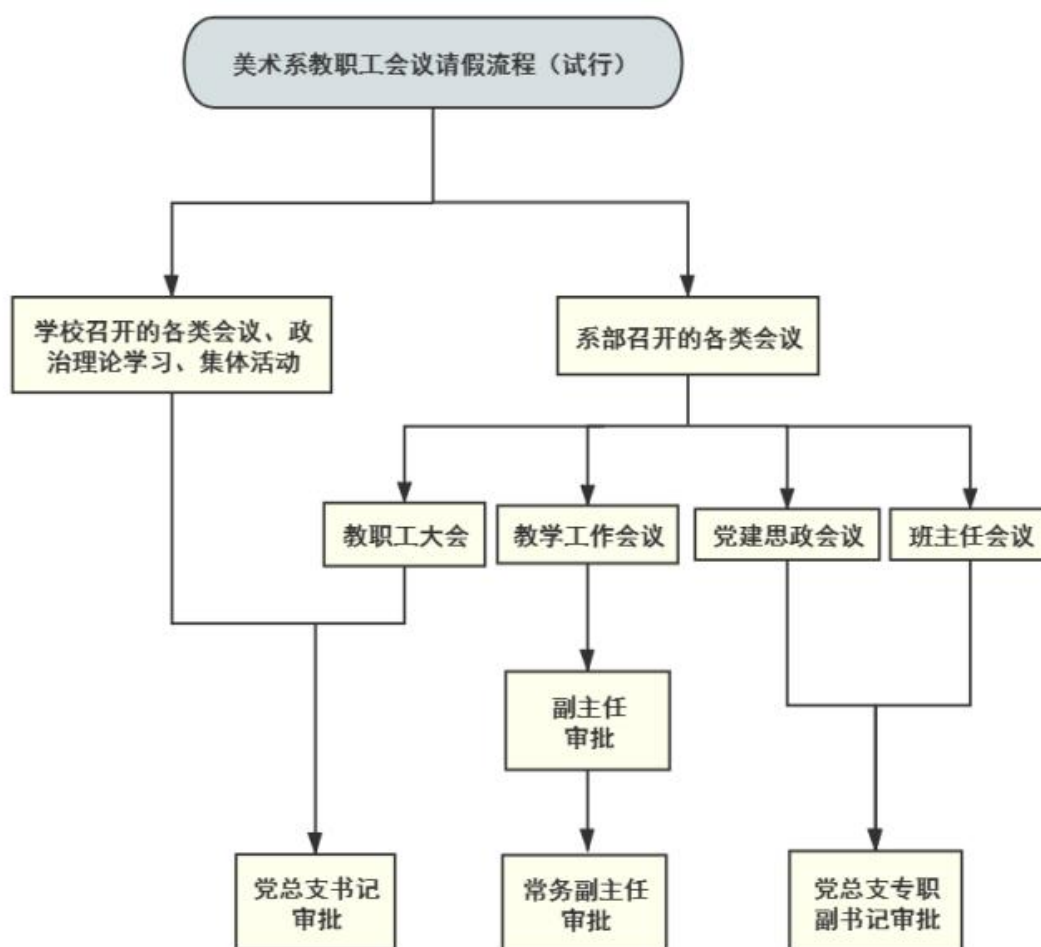 美术系教职工会议请假流程（试行）
学校召开的各类会议、政
治理论学习、集体活动
系部召开的各类会议
教职工大会
教学工作会议
党建思政会议
班主任会议
副主任
审批
党总支书记
审批
常务副主任
审批
党总支专职
副书记审批